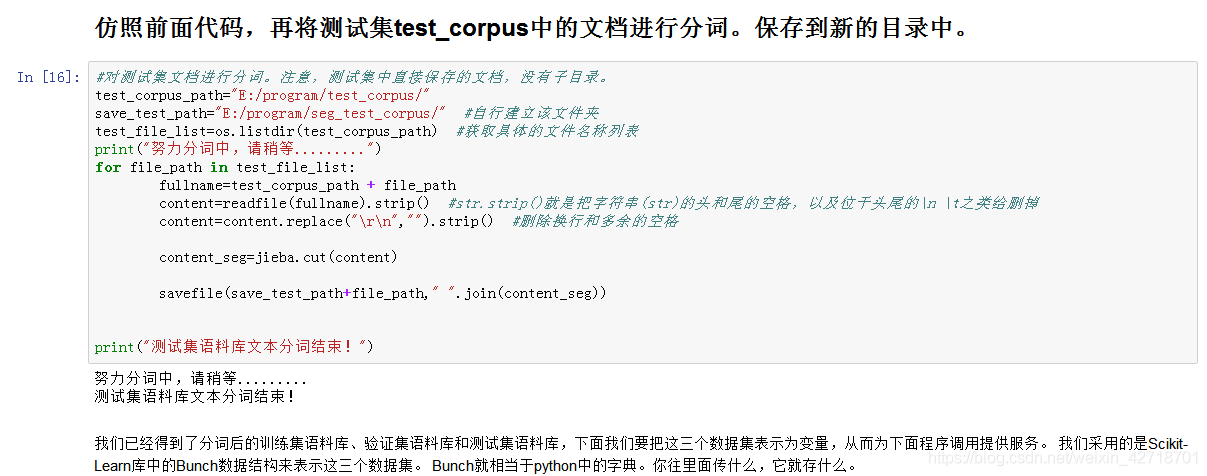 仿照前面代码，再将测试集test_corpus中的文档进行分词。保存到新的目录中。
In [16]:
#对测试集文档进行分词。注意，测试集中直接保存的文档，没有子目录。
test_corpus_path="E:/program/test_corpus/"
save_test_path="E:/program/seg_test_corpus/"  #自行建立该文件夹
test_file_list=os.listdir(test_corpus_path)  #获取具体的文件名称列表
print("努力分词中，请稍等.........")
for file_path in test_file_list:
        fullname=test_corpus_path + file_path
        content=readfile(fullname).strip()  #str.strip()就是把字符串(str)的头和尾的空格，以及位于头尾的\n \t之类给删掉
        content=content.replace("\r\n","").strip()  #删除换行和多余的空格
        content_seg=jieba.cut(content)
        savefile(save_test_path+file_path," ".join(content_seg))
print("测试集语料库文本分词结束！")
努力分词中，请稍等.........
测试集语料库文本分词结束！
我们已经得到了分词后的训练集语料库、验证集语料库和测试集语料库，下面我们要把这三个数据集表示为变量，从而为下面程序调用提供服务。 我们采用的是Scikit-
Learn库中的Bunch数据结构来表示这三个数据集。 Bunch就相当于python中的字典。你往里面传什么，它就存什么。
https://blog.csdn.net/weixin_42718701